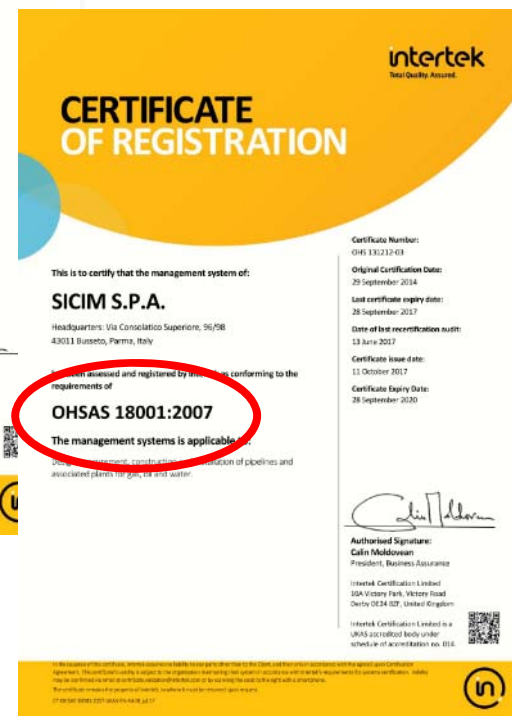 intertek
Total Quality. Assured.
CERTIFICATE
OF REGISTRATION
This is to certify that the management system of:
SICIM S.P.A.
Headquarters: Via Consolatico Superiore, 96/98
43011 Busseto, Parma, Italy
assessed and registered by conforming to the
requirements of
OHSAS 18001:2007
The management systems is applicable
construction of pipelines and
associated plants for gas, oil and water.
Certificate Number:
OHS 131212-03
Original Certification Date:
29 September 2014
Last certificate expiry date:
28 September 2017
Date of last recertification audit:
13 June 2017
Certificate issue date:
11 October 2017
Certificate Expiry Date:
28 September 2020
Authorised Signature:
Calin Moldovean
President, Business Assurance
Intertek Certification Limited
10A Victory Park, Victory Road
Derby DE24 8ZF, United Kingdom
Intertek Certification Limited is a
UKAS accredited body under
schedule of accreditation no. 014.
in